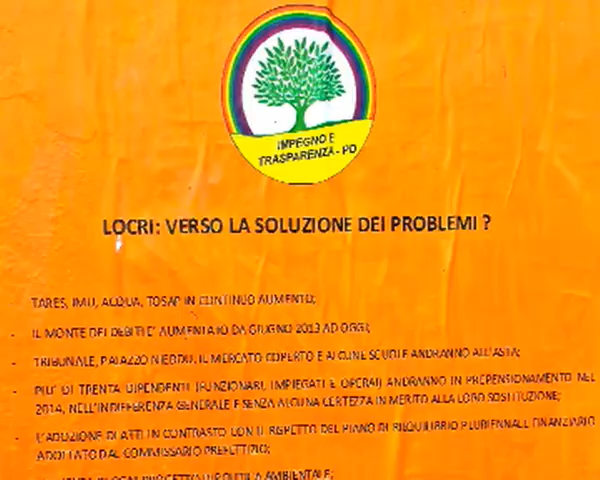 IMPEGNO E
TRASPARENZA - PD
LOCRI: VERSO LA SOLUZIONE DEI PROBLEMI ?
TARES, IMU, ACQUA, TOSAP IN CONTINUO AUMENTO;
- IL MONTE DEI DEBITI E' AUMENTATO DA GIUGNO 2013 AD OGGI;
- TRIBUNALE, PALAZZO NIEDDU, IL MERCATO COPERTO E ALCUNE SCUOLE ANDRANNO ALL'ASTA;
- PIU' DI TRENTA DIPENDENTI (FUNZIONARI, IMPIEGATI E OPERAI) ANDRANNO IN PREPENSIONAMENTO NEL
2014, NELL'INDIFFERENZA GENERALE E SENZA ALCUNA CERTEZZA IN MERITO ALLA LORO SOSTITUZIONE;
- L'ADOZIONE DI ATTI IN CONTRASTO CON IL RISPETTO DEL PIANO DI RIEQUILIBRIO PLURIENNALE FINANZIARIO
ADOTTATO DAL COMMISSARIO PREFETTIZIO;
OGNI PROGETTO DI POLITICA AMBIENTALE;